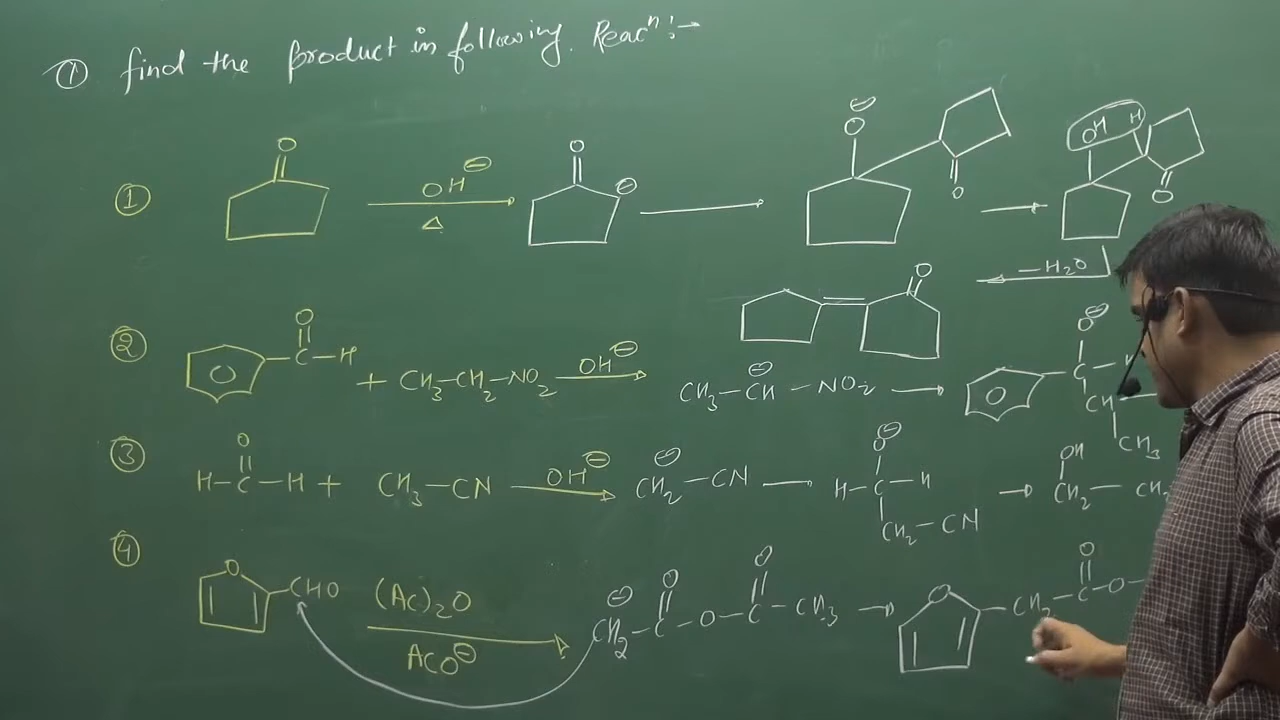 ① find the product in following. Reacⁿ:-
① O OH⊖ △ O ⊖ O⊖ O OH H O
-H₂O
O
② O C-H + CH₃-CH₂-NO₂ OH⊖ CH₃-CH⊖-NO₂ O⊖ C CH CH₃
③ H-C(=O)-H + CH₃-CN OH⊖ CH₂⊖-CN H-C(O⊖)-H CH₂-CN OH CH₂-CH₂
④ O CHO (Ac)₂O AcO⊖ CH₂⊖-C(=O)-O-C(=O)-CH₃ O CH₂-C(=O)-O-